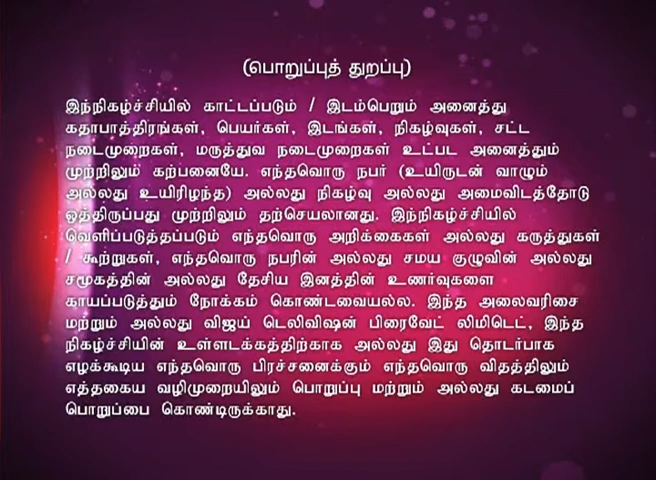 (பொறுப்புத் துறப்பு)
இந்நிகழ்ச்சியில் காட்டப்படும் / இடம்பெறும் அனைத்து
கதாபாத்திரங்கள், பெயர்கள், இடங்கள், நிகழ்வுகள், சட்ட
நடைமுறைகள், மருத்துவ நடைமுறைகள் உட்பட அனைத்தும்
முற்றிலும் கற்பனையே. எந்தவொரு நபர் (உயிருடன் வாழும்
அல்லது உயிரிழந்த) அல்லது நிகழ்வு அல்லது அமைவிடத்தோடு
ஒத்திருப்பது முற்றிலும் தற்செயலானது. இந்நிகழ்ச்சியில்
வெளிப்படுத்தப்படும் எந்தவொரு அறிக்கைகள் அல்லது கருத்துகள்
/ கூற்றுகள், எந்தவொரு நபரின் அல்லது சமய குழுவின் அல்லது
சமூகத்தின் அல்லது தேசிய இனத்தின் உணர்வுகளை
காயப்படுத்தும் நோக்கம் கொண்டவையல்ல. இந்த அலைவரிசை
மற்றும் அல்லது விஜய் டெலிவிஷன் பிரைவேட் லிமிடெட், இந்த
நிகழ்ச்சியின் உள்ளடக்கத்திற்காக அல்லது இது தொடர்பாக
எழக்கூடிய எந்தவொரு பிரச்சனைக்கும் எந்தவொரு விதத்திலும்
எத்தகைய வழிமுறையிலும் பொறுப்பு மற்றும் அல்லது கடமைப்
பொறுப்பை கொண்டிருக்காது.